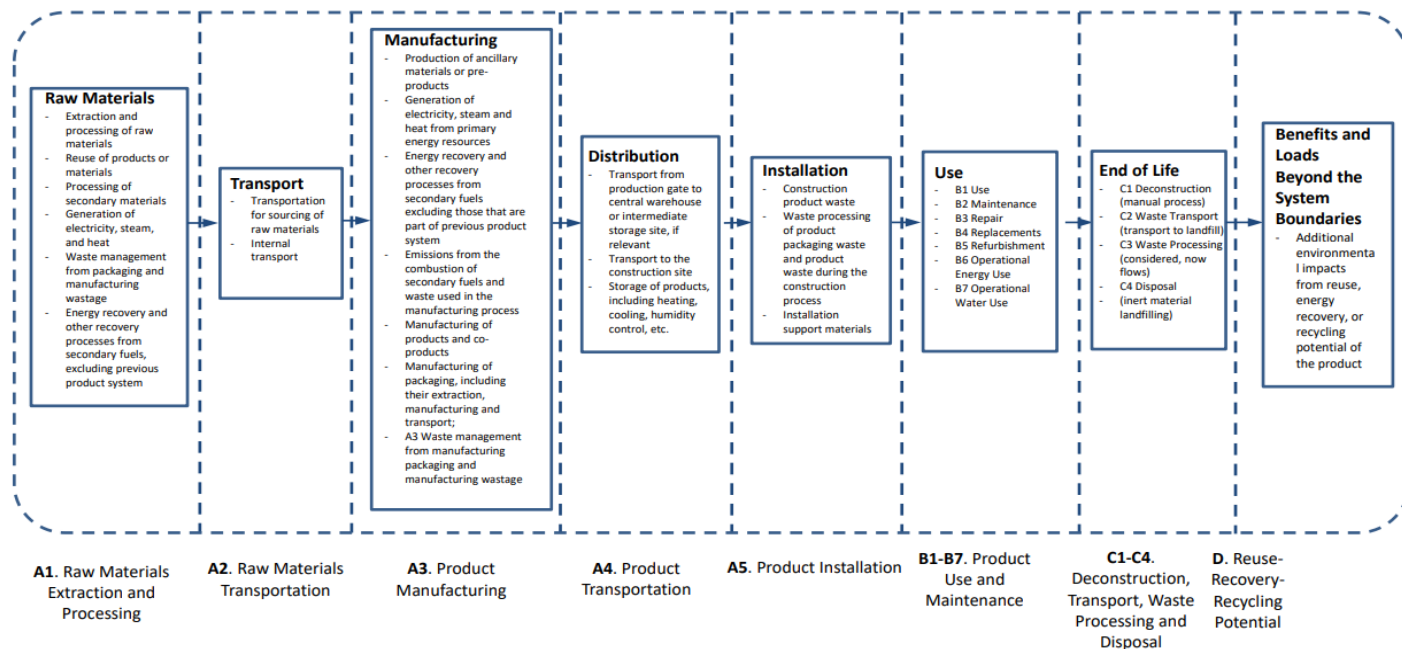 Raw Materials
- Extraction and
processing of raw
materials
- Reuse of products or
materials
- Processing of
secondary materials
- Generation of
electricity, steam,
and heat
- Waste management
from packaging and
manufacturing
wastage
- Energy recovery and
other recovery
processes from
secondary fuels,
excluding previous
product system
Transport
- Transportation
for sourcing of
raw materials
- Internal
transport
Manufacturing
- Production of ancillary
materials or pre-
products
- Generation of
electricity, steam and
heat from primary
energy resources
- Energy recovery and
other recovery
processes from
secondary fuels
excluding those that are
part of previous product
system
- Emissions from the
combustion of
secondary fuels and
waste used in the
manufacturing process
- Manufacturing of
products and co-
products
- Manufacturing of
packaging, including
their extraction,
manufacturing and
transport;
- A3 Waste management
from manufacturing
packaging and
manufacturing wastage
Distribution
- Transport from
production gate to
central warehouse
or intermediate
storage site, if
relevant
- Transport to the
construction site
- Storage of products,
including heating,
cooling, humidity
control, etc.
Installation
- Construction
product waste
- Waste processing
of product
packaging waste
and product
waste during the
construction
process
- Installation
support materials
Use
- B1 Use
- B2 Maintenance
- B3 Repair
- B4 Replacements
- B5 Refurbishment
- B6 Operational
Energy Use
- B7 Operational
Water Use
End of Life
- C1 Deconstruction
(manual process)
- C2 Waste Transport
(transport to landfill)
- C3 Waste Processing
(considered, now
flows)
- C4 Disposal
- (inert material
landfilling)
Benefits and
Loads
Beyond the
System
Boundaries
- Additional
environmenta
l impacts
from reuse,
energy
recovery, or
recycling
potential of
the product
A1. Raw Materials
Extraction and
Processing
A2. Raw Materials
Transportation
A3. Product
Manufacturing
A4. Product
Transportation
A5. Product Installation
B1-B7. Product
Use and
Maintenance
C1-C4.
Deconstruction,
Transport, Waste
Processing and
Disposal
D. Reuse-
Recovery-
Recycling
Potential